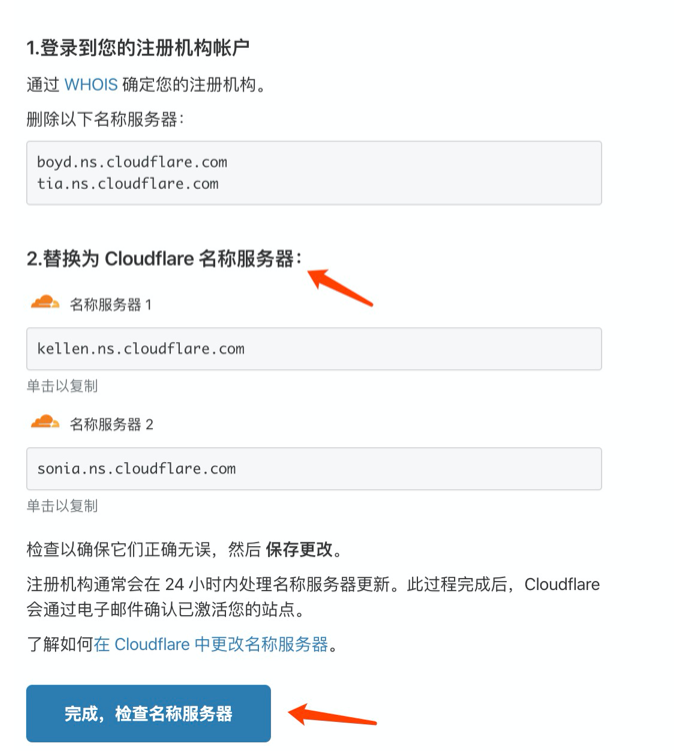 1.登录到您的注册机构帐户
通过 WHOIS 确定您的注册机构。
删除以下名称服务器：
boyd.ns.cloudflare.com
tia.ns.cloudflare.com
2.替换为 Cloudflare 名称服务器：
名称服务器 1
kellen.ns.cloudflare.com
单击以复制
名称服务器 2
sonia.ns.cloudflare.com
单击以复制
检查以确保它们正确无误，然后 保存更改。
注册机构通常会在 24 小时内处理名称服务器更新。此过程完成后，Cloudflare
会通过电子邮件确认已激活您的站点。
了解如何在 Cloudflare 中更改名称服务器。
完成，检查名称服务器